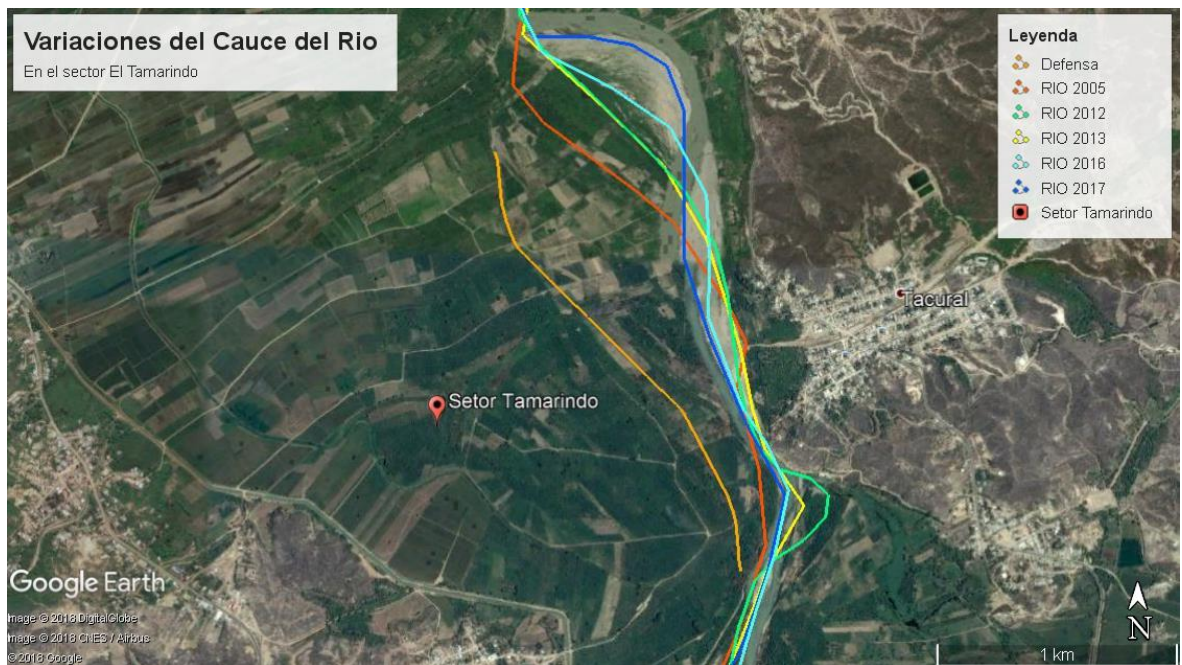 Variaciones del Cauce del Rio
En el sector El Tamarindo
Leyenda
Defensa
RIO 2005
RIO 2012
RIO 2013
RIO 2016
RIO 2017
Setor Tamarindo
Tacural
Setor Tamarindo
Google Earth
Image © 2018 DigitalGlobe
Image © 2018 CNES / Airbus
© 2018 Google
N
1 km